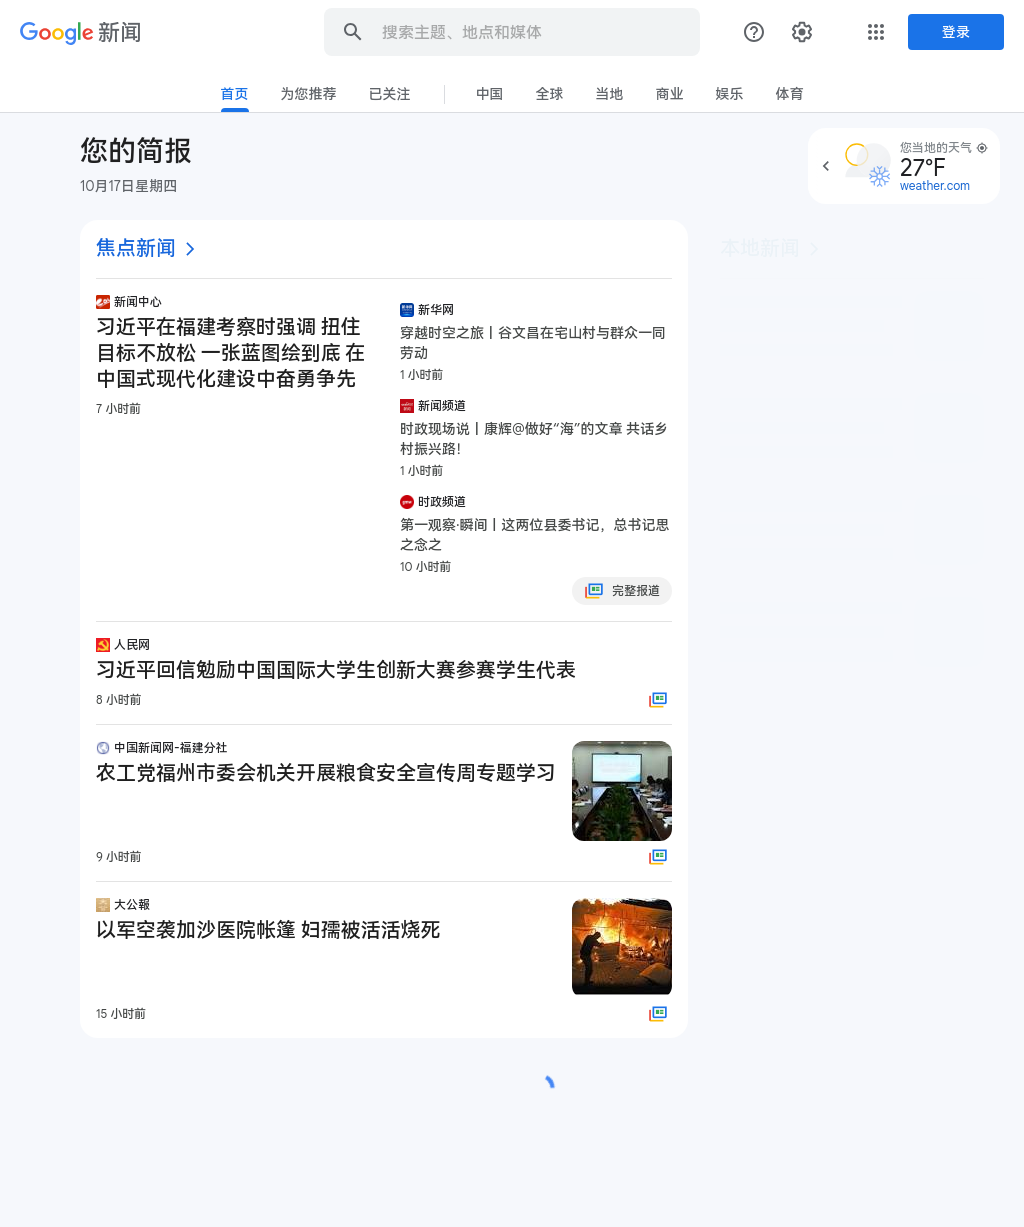 Google 新闻
搜索主题、地点和媒体
登录
首页
为您推荐
已关注
中国
全球
当地
商业
娱乐
体育
您的简报
10月17日星期四
您当地的天气
27°F
weather.com
焦点新闻
本地新闻
新闻中心
习近平在福建考察时强调 扭住
目标不放松 一张蓝图绘到底 在
中国式现代化建设中奋勇争先
7 小时前
新华网
穿越时空之旅丨谷文昌在宅山村与群众一同
劳动
1 小时前
新闻频道
时政现场说丨康辉@做好“海”的文章 共话乡
村振兴路！
1 小时前
时政频道
第一观察·瞬间丨这两位县委书记，总书记思
之念之
10 小时前
完整报道
人民网
习近平回信勉励中国国际大学生创新大赛参赛学生代表
8 小时前
中国新闻网-福建分社
农工党福州市委会机关开展粮食安全宣传周专题学习
9 小时前
大公報
以军空袭加沙医院帐篷 妇孺被活活烧死
15 小时前